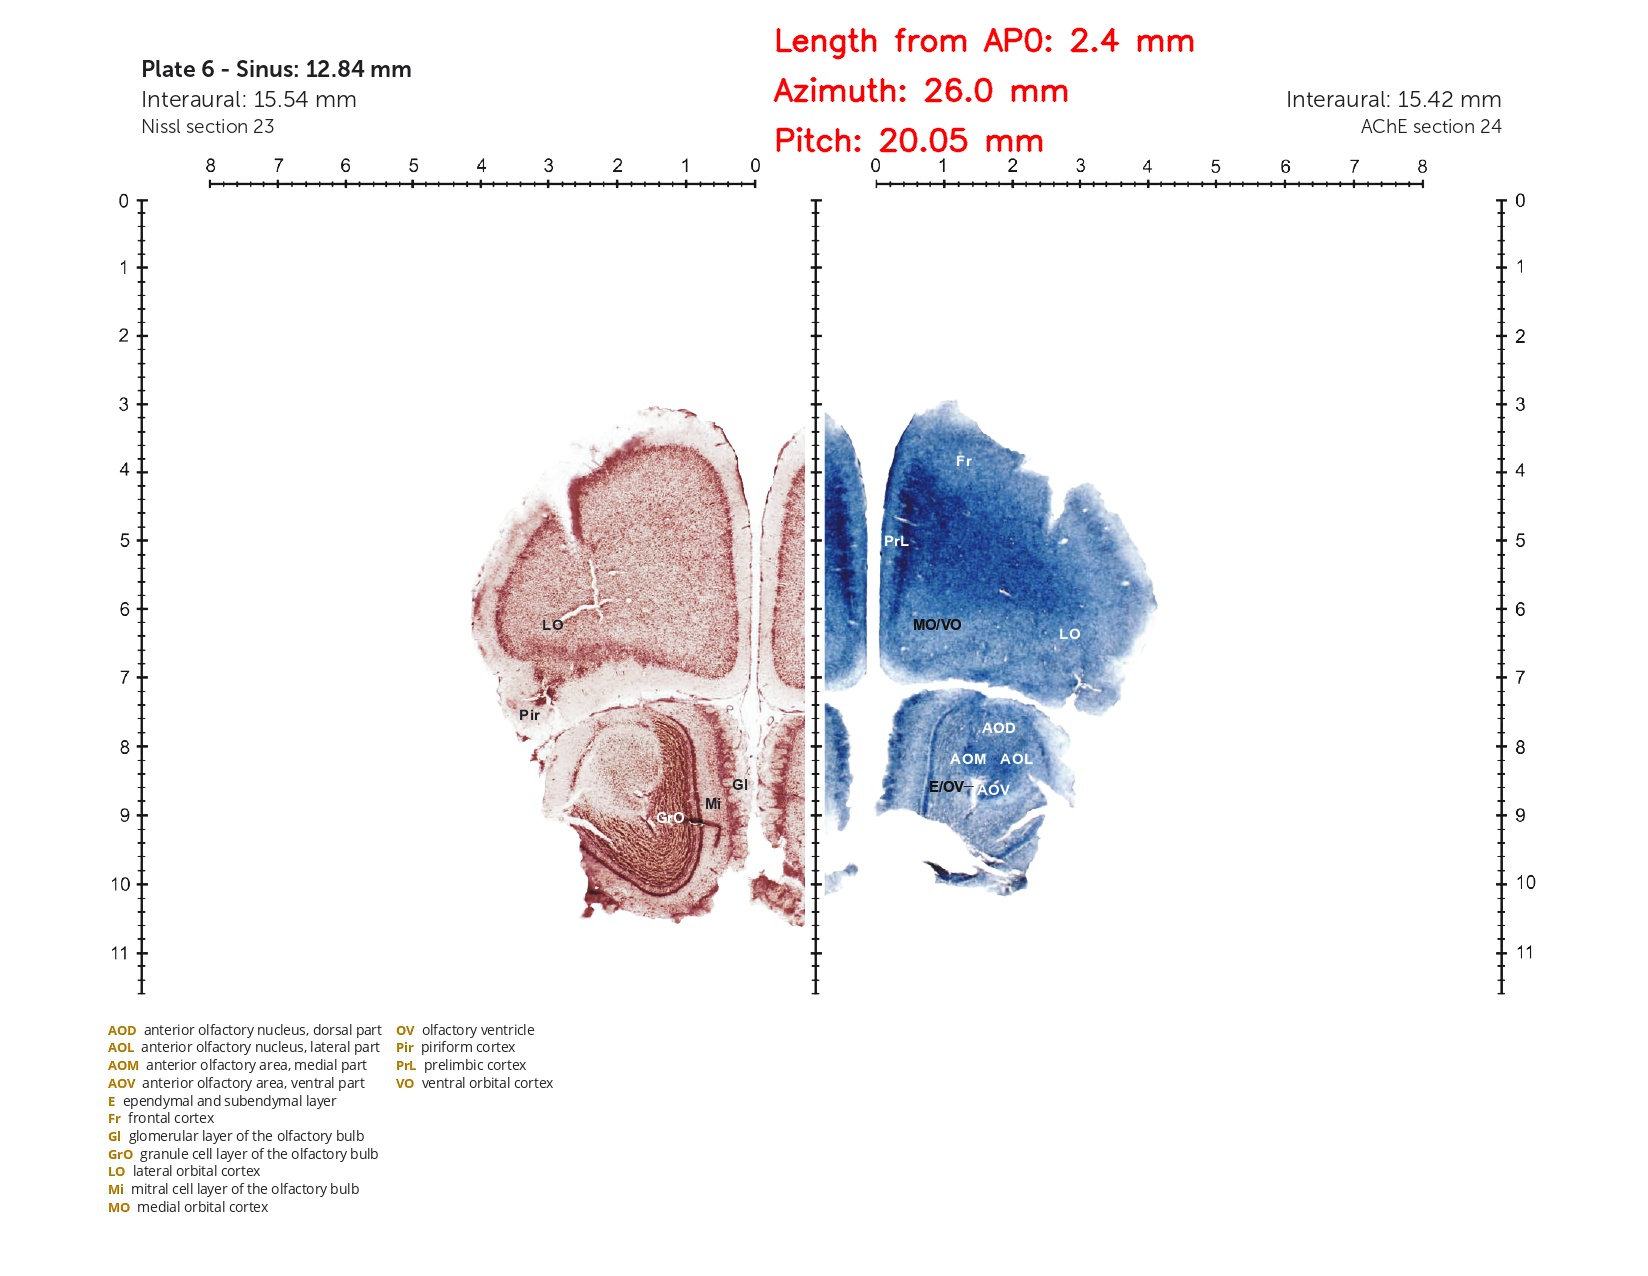 Length from AP0: 2.4 mm
Plate 6 - Sinus: 12.84 mm
Azimuth: 26.0 mm
Interaural: 15.54 mm
Interaural: 15.42 mm
Nissl section 23
AChE section 24
Pitch: 20.05 mm
8 7 6 5 4 3 2 1 0
0 1 2 3 4 5 6 7 8
0 0
1 1
2 2
3 3
4 4
Fr
5 5
PrL
6 6
LO MO/VO LO
7 7
Pir
AOD
8 8
AOM AOL
Gl E/OV AOV
Mi
9 9
GrO
10 10
11 11
AOD anterior olfactory nucleus, dorsal part
AOL anterior olfactory nucleus, lateral part
AOM anterior olfactory area, medial part
AOV anterior olfactory area, ventral part
E ependymal and subendymal layer
Fr frontal cortex
Gl glomerular layer of the olfactory bulb
GrO granule cell layer of the olfactory bulb
LO lateral orbital cortex
Mi mitral cell layer of the olfactory bulb
MO medial orbital cortex
OV olfactory ventricle
Pir piriform cortex
PrL prelimbic cortex
VO ventral orbital cortex